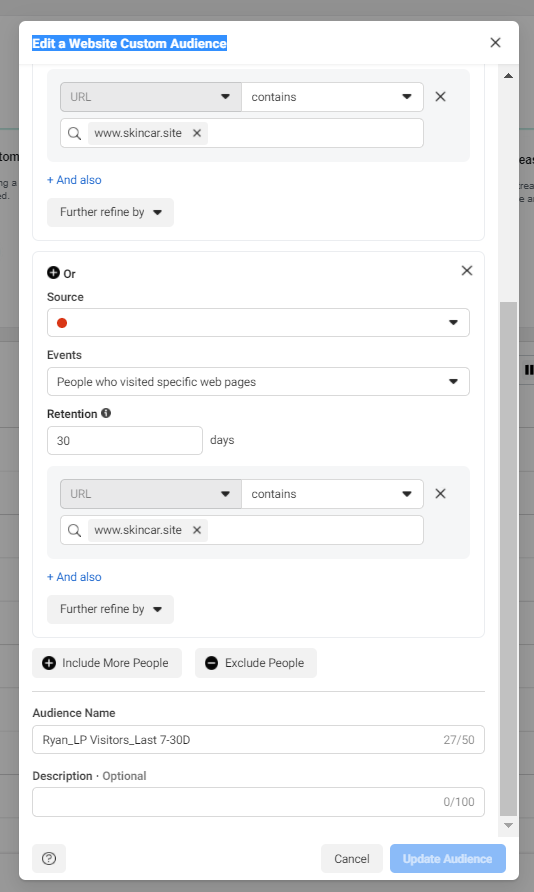 Edit a Website Custom Audience
URL
contains
www.skincar.site
+ And also
Further refine by
Or
Source
Events
People who visited specific web pages
Retention
30
days
URL
contains
www.skincar.site
+ And also
Further refine by
Include More People
Exclude People
Audience Name
Ryan_LP Visitors_Last 7-30D
27/50
Description · Optional
0/100
Cancel
Update Audience